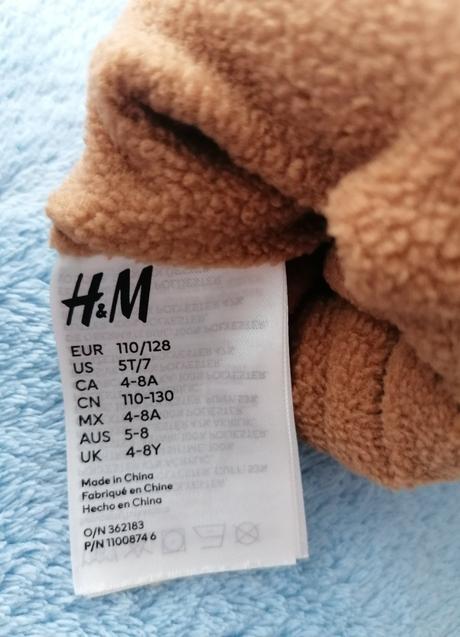 H&M
EUR 110/128
US 5T/7
CA 4-8A
CN 110-130
MX 4-8A
AUS 5-8
UK 4-8Y
Made in China
Fabriqué en Chine
Hecho en China
O/N 362183
P/N 1100874 6